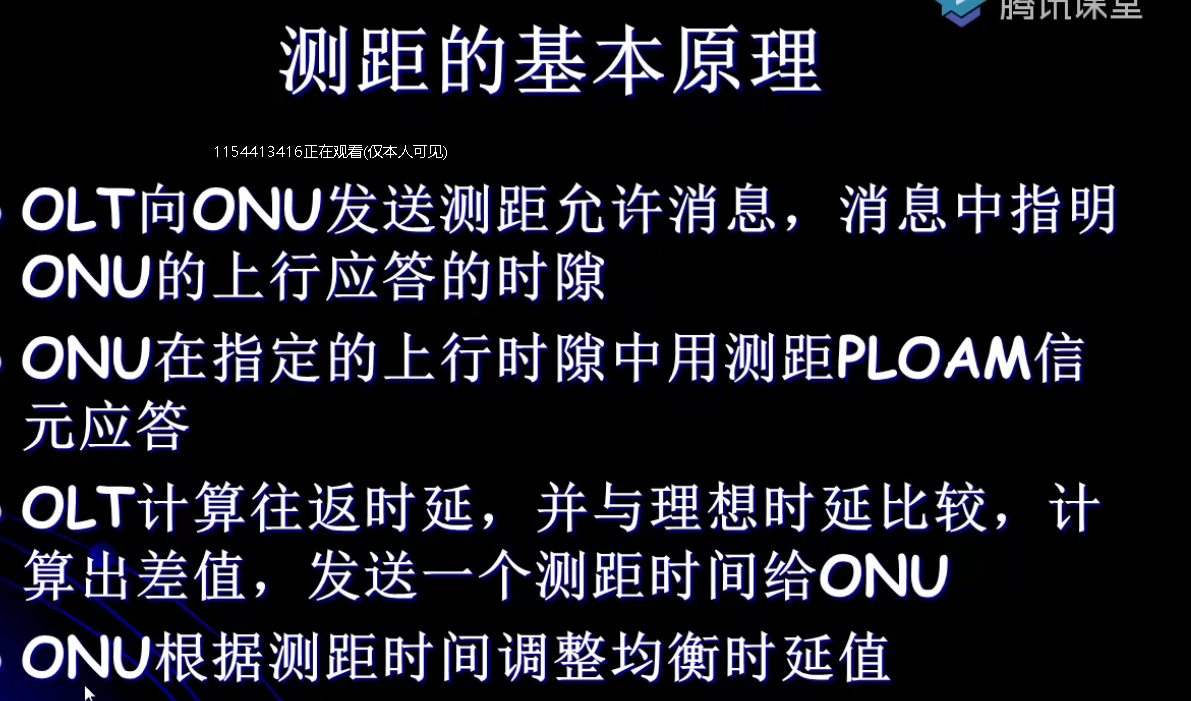 腾讯课堂
测距的基本原理
1154413416正在观看(仅本人可见)
OLT向ONU发送测距允许消息，消息中指明
ONU的上行应答的时隙
ONU在指定的上行时隙中用测距PLOAM信
元应答
OLT计算往返时延，并与理想时延比较，计
算出差值，发送一个测距时间给ONU
ONU根据测距时间调整均衡时延值